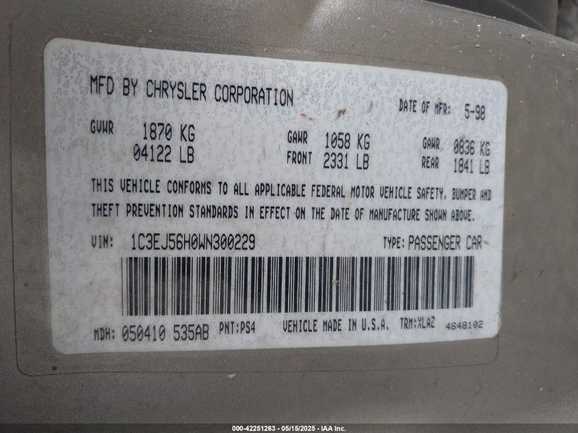 MFD BY CHRYSLER CORPORATION
DATE OF MFR: 5-98
GVWR 1870 KG GAWR 1058 KG GAWR 0836 KG
04122 LB FRONT 2331 LB REAR 1841 LB
THIS VEHICLE CONFORMS TO ALL APPLICABLE FEDERAL MOTOR VEHICLE SAFETY, BUMPER AND
THEFT PREVENTION STANDARDS IN EFFECT ON THE DATE OF MANUFACTURE SHOWN ABOVE.
VIN: 1C3EJ56H0WN300229 TYPE: PASSENGER CAR
MDH: 050410 535AB PNT: PS4 VEHICLE MADE IN U.S.A. TRM: XLAZ 4648102
000-42251263 - 05/15/2025 - IAA Inc.